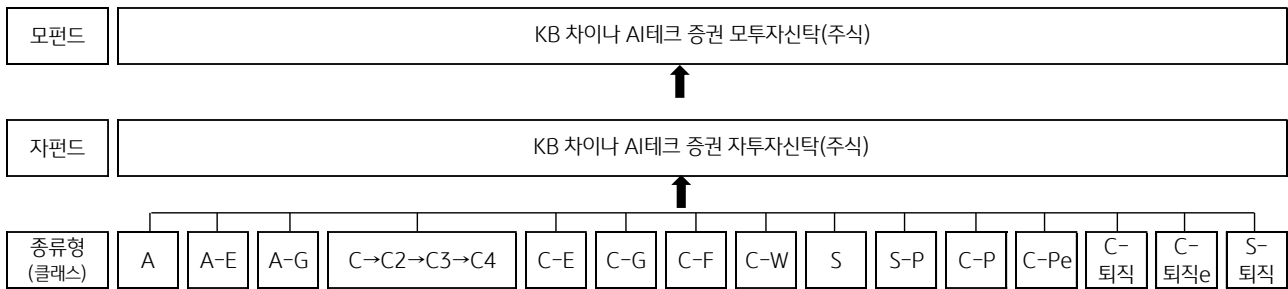 모펀드
KB 차이나 AI테크 증권 모투자신탁(주식)
자펀드
KB 차이나 AI테크 증권 자투자신탁(주식)
종류형
(클래스)
A
A-E
A-G
C→C2→C3→C4
C-E
C-G
C-F
C-W
S
S-P
C-P
C-Pe
C-
퇴직
C-
퇴직e
S-
퇴직